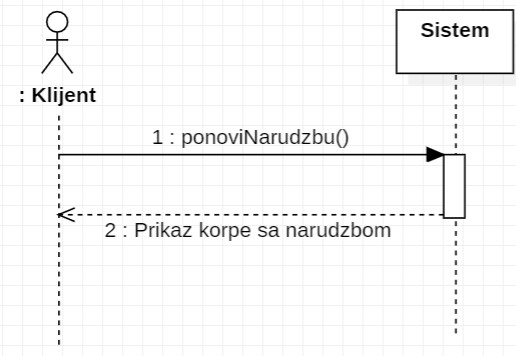 Sistem
: Klijent
1 : ponoviNarudzbu()
2 : Prikaz korpe sa narudzbom